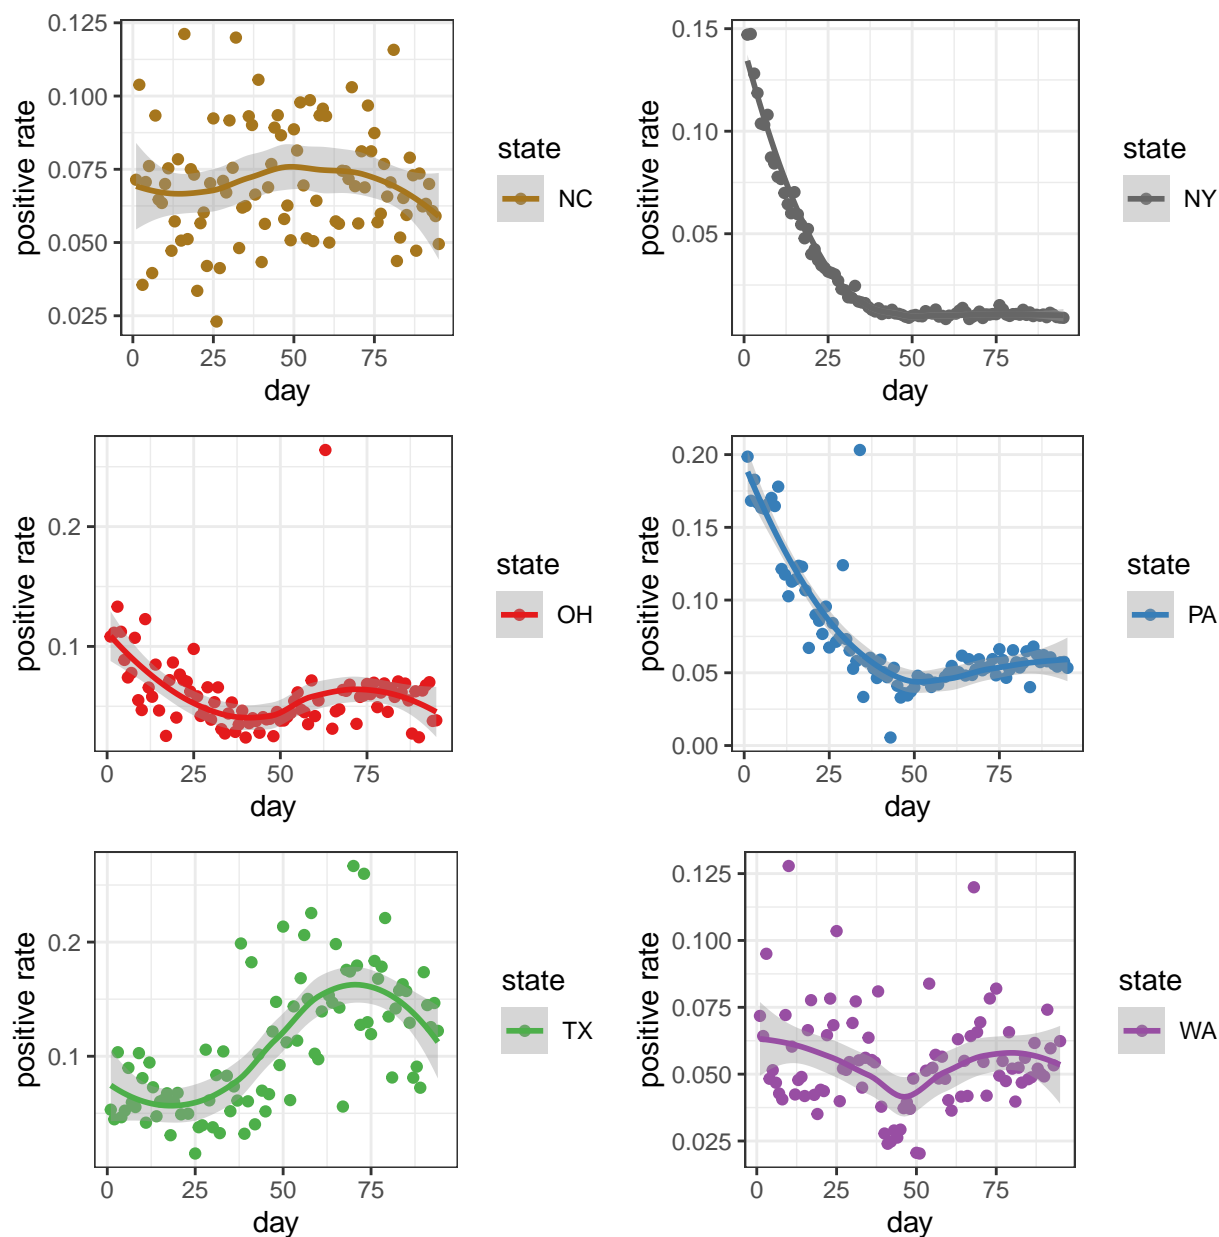 0.125
0.100
0.075
0.050
0.025
positive rate
0 25 50 75
day
state
NC
0.15
0.10
0.05
positive rate
0 25 50 75
day
state
NY
0.2
0.1
positive rate
0 25 50 75
day
state
OH
0.20
0.15
0.10
0.05
0.00
positive rate
0 25 50 75
day
state
PA
0.2
0.1
positive rate
0 25 50 75
day
state
TX
0.125
0.100
0.075
0.050
0.025
positive rate
0 25 50 75
day
state
WA